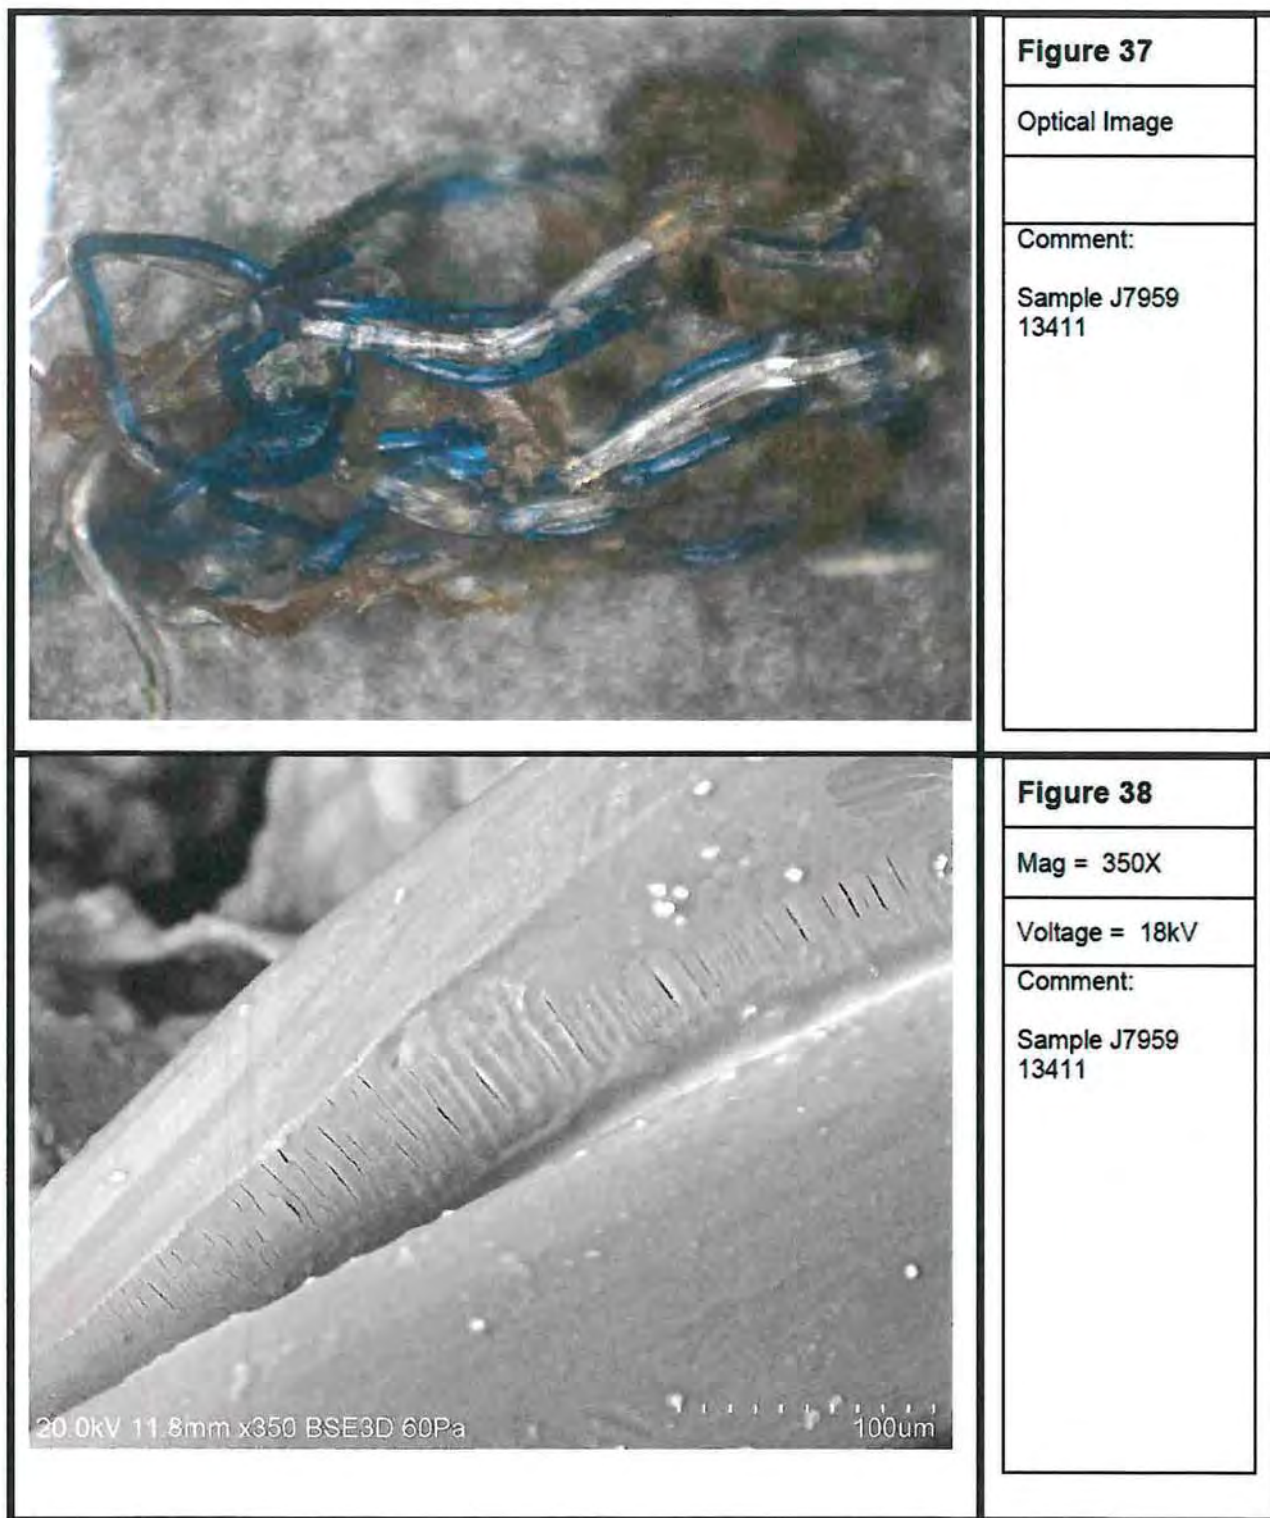 Figure 37
Optical Image
Comment:
Sample J7959
13411
Figure 38
Mag = 350X
Voltage = 18kV
Comment:
Sample J7959
13411
20.0kV 11.8mm x350 BSE3D 60Pa
100um